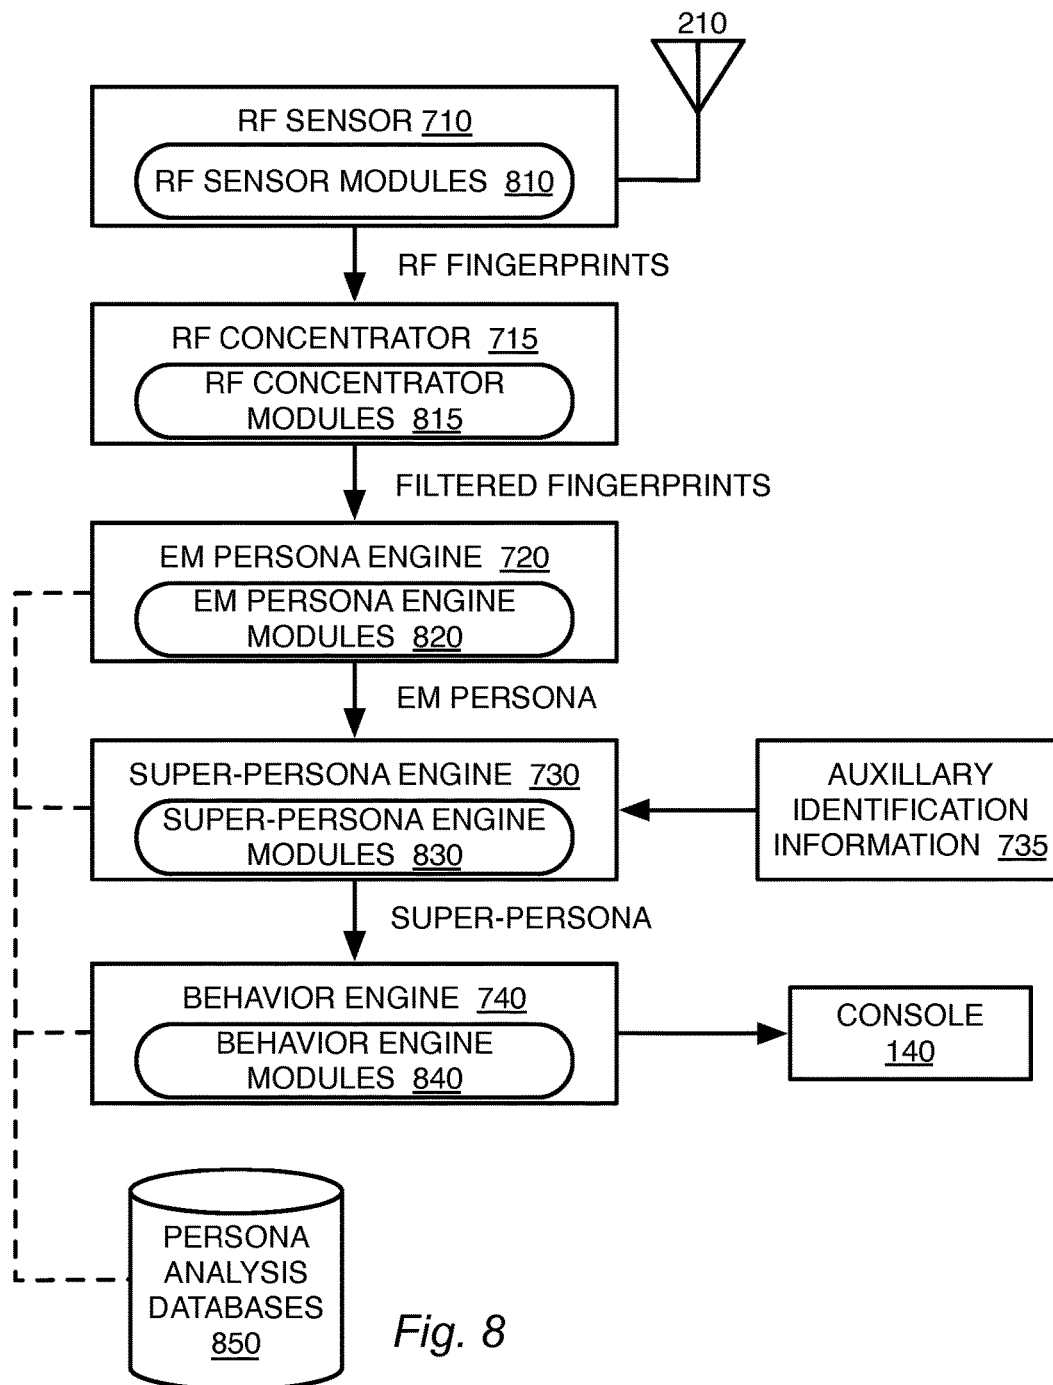 210
RF SENSOR 710
RF SENSOR MODULES 810
RF FINGERPRINTS
RF CONCENTRATOR 715
RF CONCENTRATOR
MODULES 815
FILTERED FINGERPRINTS
EM PERSONA ENGINE 720
EM PERSONA ENGINE
MODULES 820
EM PERSONA
SUPER-PERSONA ENGINE 730
SUPER-PERSONA ENGINE
MODULES 830
AUXILLARY
IDENTIFICATION
INFORMATION 735
SUPER-PERSONA
BEHAVIOR ENGINE 740
BEHAVIOR ENGINE
MODULES 840
CONSOLE
140
PERSONA
ANALYSIS
DATABASES
850
Fig. 8